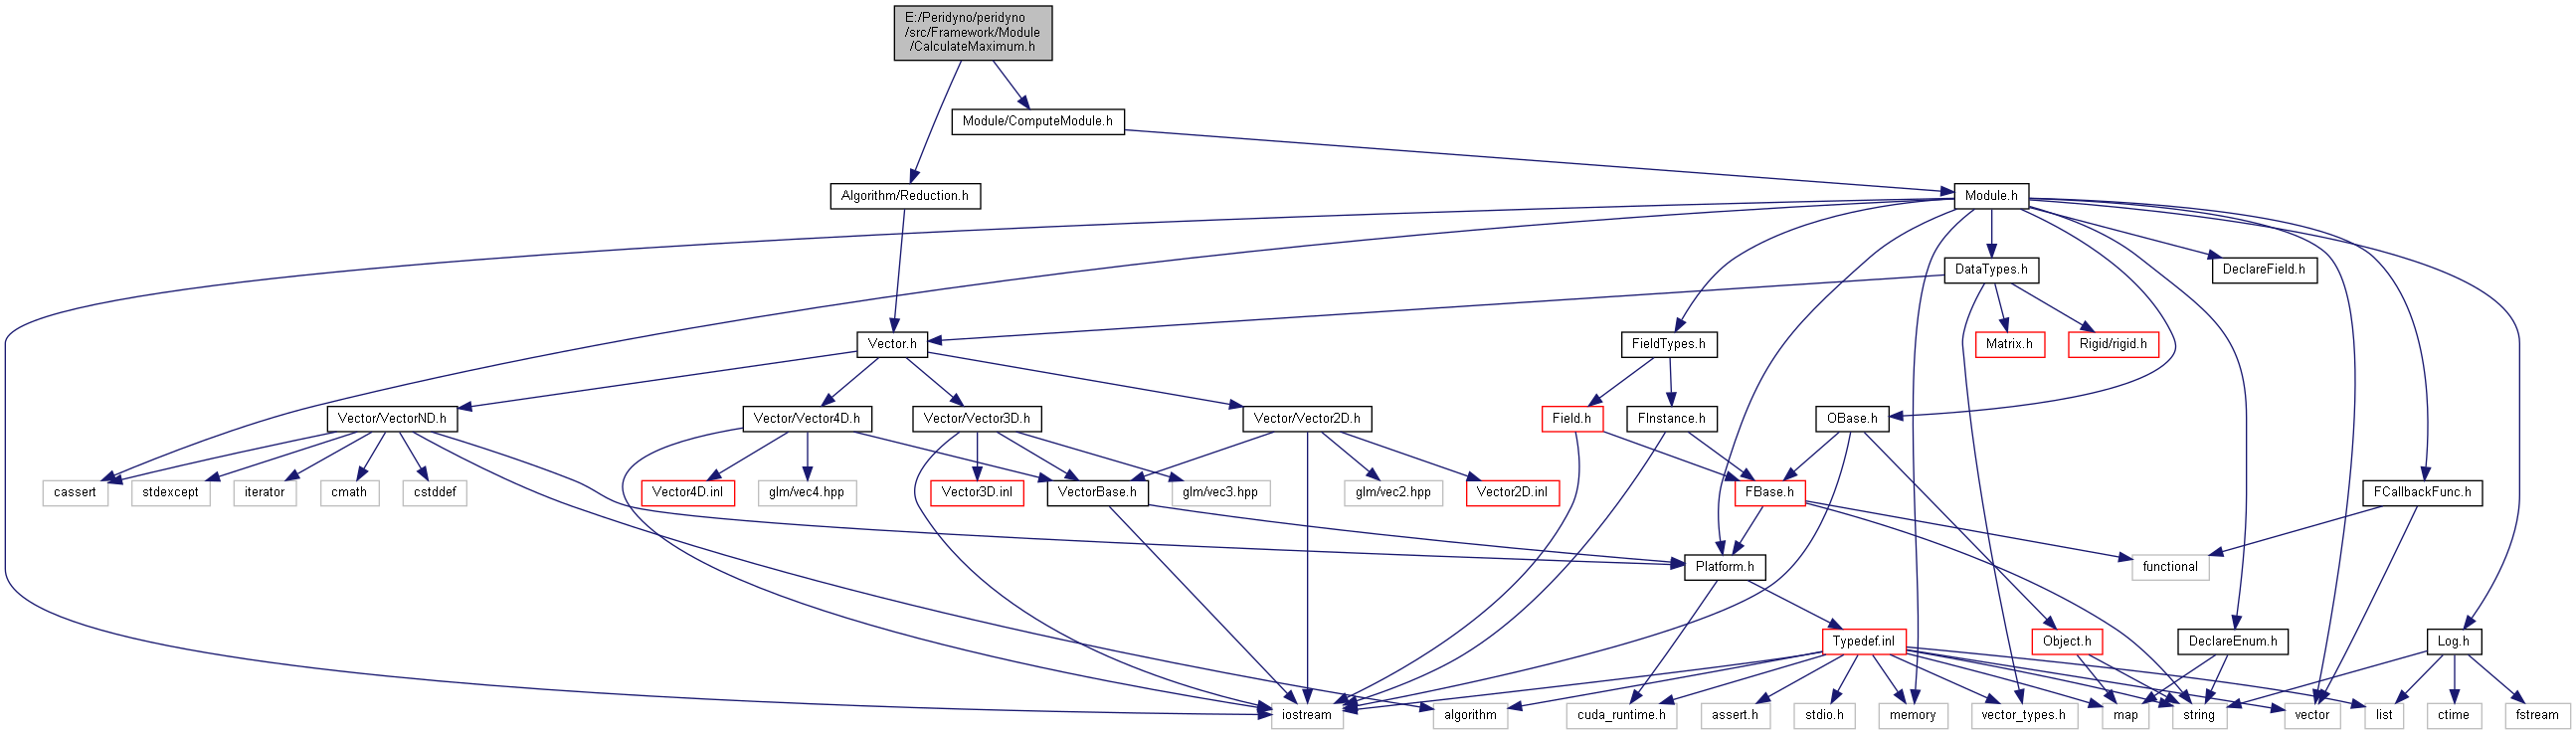 E:/Peridyno/peridyno
/src/Framework/Module
/CalculateMaximum.h
Module/ComputeModule.h
Algorithm/Reduction.h
Module.h
DataTypes.h
DeclareField.h
Vector.h
FieldTypes.h
Matrix.h
Rigid/rigid.h
Vector/VectorND.h
Vector/Vector4D.h
Vector/Vector3D.h
Vector/Vector2D.h
Field.h
FInstance.h
OBase.h
cassert
stdexcept
iterator
cmath
cstddef
Vector4D.inl
glm/vec4.hpp
Vector3D.inl
VectorBase.h
glm/vec3.hpp
glm/vec2.hpp
Vector2D.inl
FBase.h
FCallbackFunc.h
Platform.h
functional
Typedef.inl
Object.h
DeclareEnum.h
Log.h
iostream
algorithm
cuda_runtime.h
assert.h
stdio.h
memory
vector_types.h
map
string
vector
list
ctime
fstream